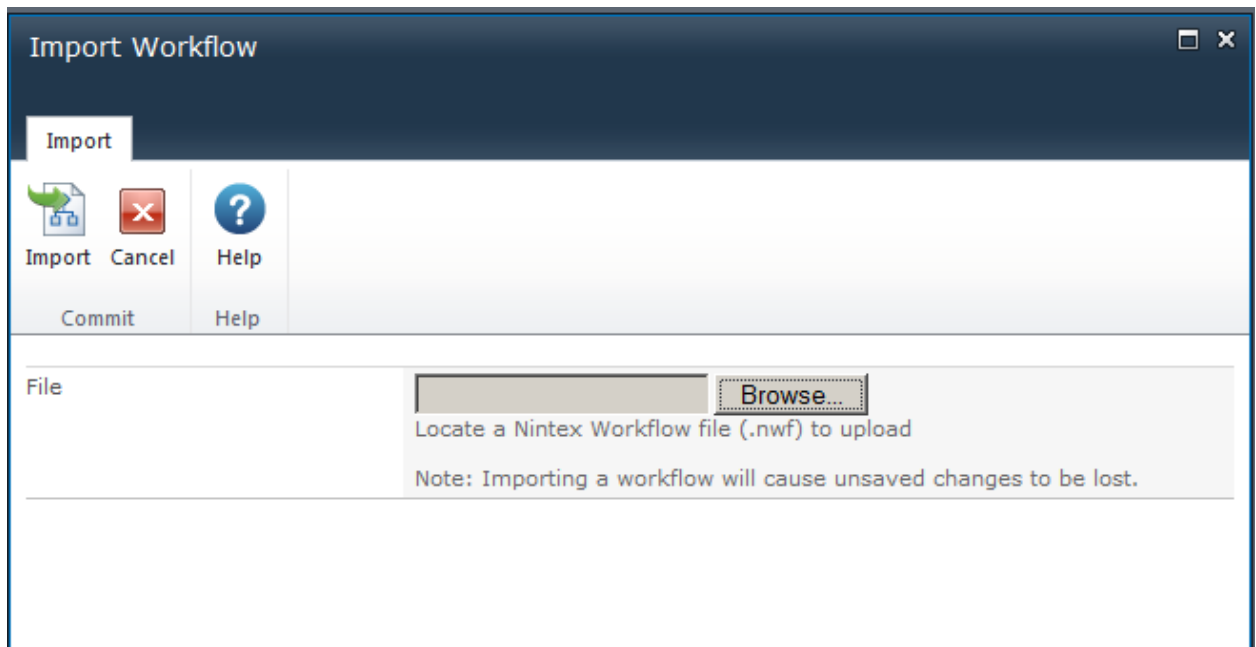 Import Workflow
Import
Import Cancel Help
Commit Help
File
Browse...
Locate a Nintex Workflow file (.nwf) to upload
Note: Importing a workflow will cause unsaved changes to be lost.